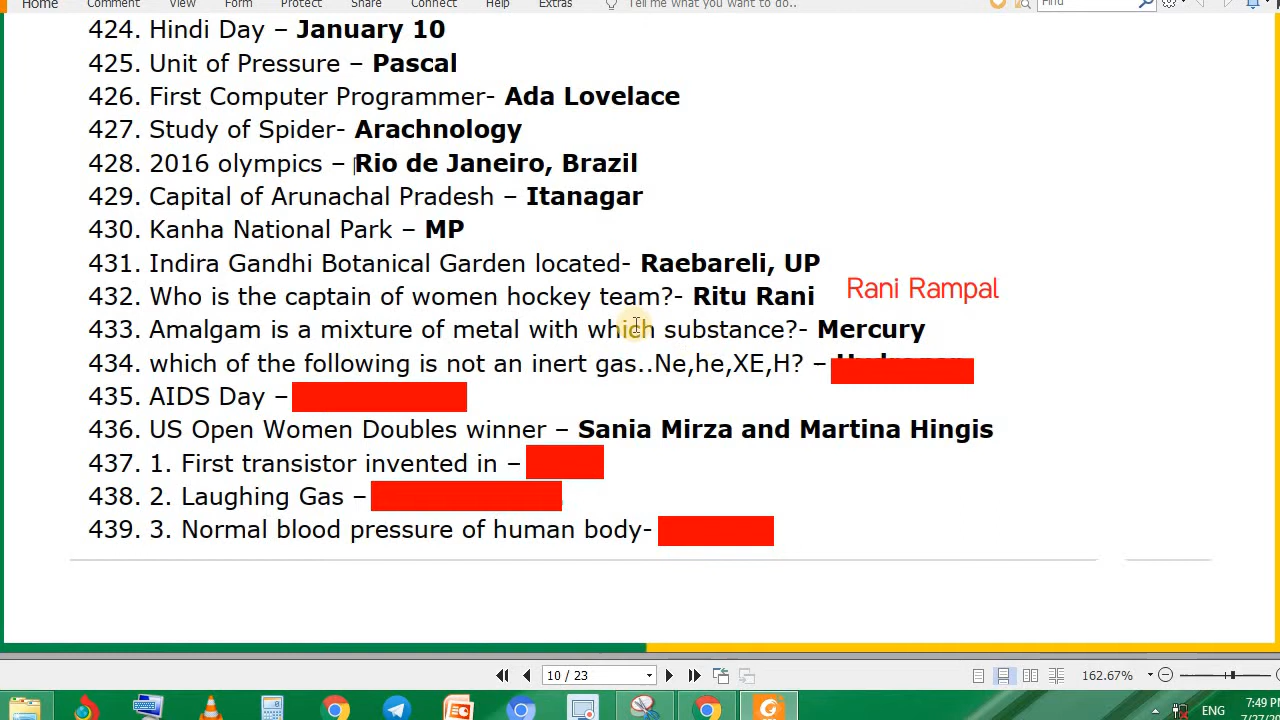 Home Comment View Form Protect Share Connect Help Extras Tell me what you want to do.. Find
424. Hindi Day – January 10
425. Unit of Pressure – Pascal
426. First Computer Programmer- Ada Lovelace
427. Study of Spider- Arachnology
428. 2016 olympics – Rio de Janeiro, Brazil
429. Capital of Arunachal Pradesh – Itanagar
430. Kanha National Park – MP
431. Indira Gandhi Botanical Garden located- Raebareli, UP
432. Who is the captain of women hockey team?- Ritu Rani Rani Rampal
433. Amalgam is a mixture of metal with which substance?- Mercury
434. which of the following is not an inert gas..Ne,he,XE,H? –
435. AIDS Day –
436. US Open Women Doubles winner – Sania Mirza and Martina Hingis
437. 1. First transistor invented in –
438. 2. Laughing Gas –
439. 3. Normal blood pressure of human body-
10 / 23 162.67%
ENG 7:49 PM